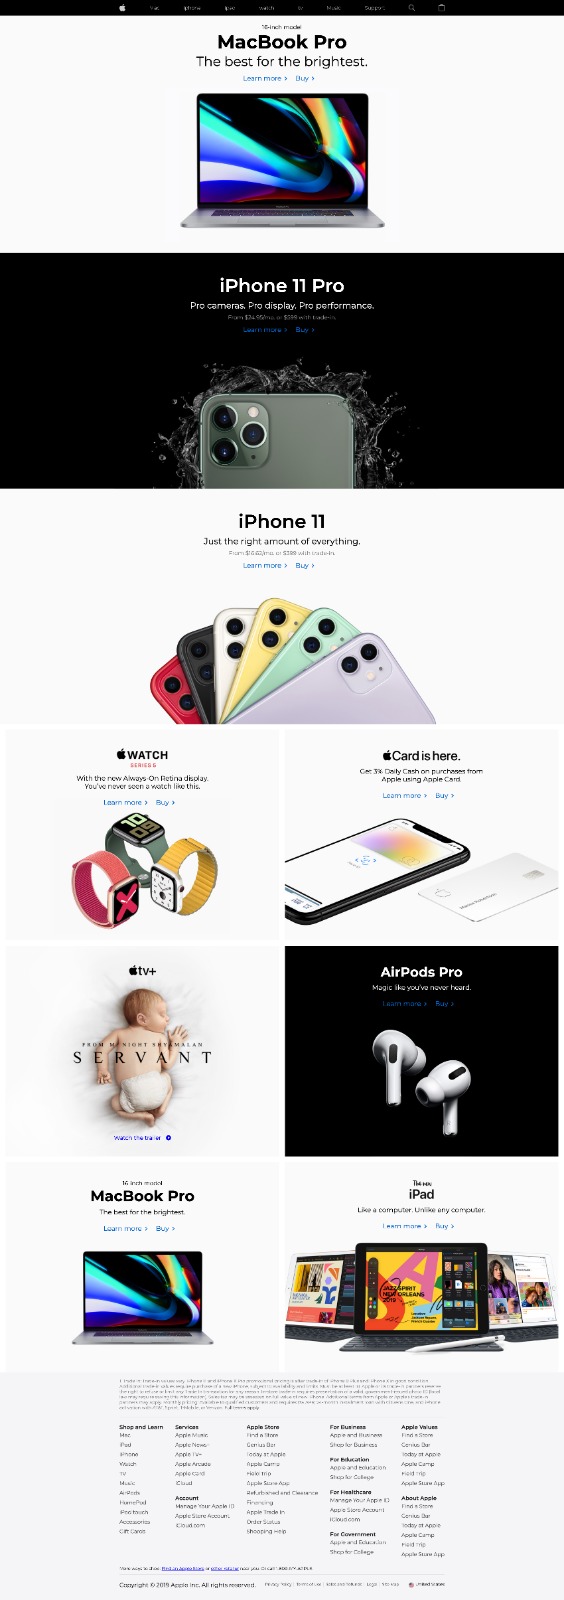 Mac Iphone Ipad watch tv Music Support
16-inch model
MacBook Pro
The best for the brightest.
Learn more > Buy >
iPhone 11 Pro
Pro cameras. Pro display. Pro performance.
From $24.95/mo. or $599 with trade-in.
Learn more > Buy >
iPhone 11
Just the right amount of everything.
From $16.62/mo. or $399 with trade-in.
Learn more > Buy >
WATCH
SERIES 5
With the new Always-On Retina display.
You've never seen a watch like this.
Learn more > Buy >
Card is here.
Get 3% Daily Cash on purchases from
Apple using Apple Card.
Learn more > Buy >
tv+
FROM M. NIGHT SHYAMALAN
SERVANT
Watch the trailer
AirPods Pro
Magic like you've never heard.
Learn more > Buy >
16-inch model
MacBook Pro
The best for the brightest.
Learn more > Buy >
iPad
Like a computer. Unlike any computer.
Learn more > Buy >
JAZZ SPIRIT
NEW ORLEANS
2019
Shop and Learn
Mac
iPad
iPhone
Watch
TV
Music
AirPods
HomePod
iPod touch
Accessories
Gift Cards
Services
Apple Music
Apple News+
Apple TV+
Apple Arcade
Apple Card
iCloud
Account
Manage Your Apple ID
Apple Store Account
iCloud.com
Apple Store
Find a Store
Genius Bar
Today at Apple
Apple Camp
Field Trip
Apple Store App
Refurbished and Clearance
Financing
Apple Trade In
Order Status
Shopping Help
For Business
Apple and Business
Shop for Business
For Education
Apple and Education
Shop for College
For Healthcare
Manage Your Apple ID
Apple Store Account
iCloud.com
For Government
Apple and Education
Shop for College
Apple Values
Find a Store
Genius Bar
Today at Apple
Apple Camp
Field Trip
Apple Store App
About Apple
Find a Store
Genius Bar
Today at Apple
Apple Camp
Field Trip
Apple Store App
More ways to shop: Find an Apple Store or other retailer near you. Or call 1-800-MY-APPLE.
Copyright © 2019 Apple Inc. All rights reserved. Privacy Policy | Terms of Use | Sales and Refunds | Legal | Site Map United States